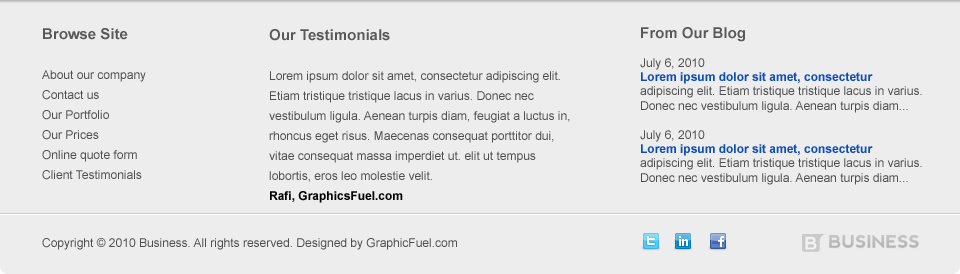 Browse Site
About our company
Contact us
Our Portfolio
Our Prices
Online quote form
Client Testimonials
Our Testimonials
Lorem ipsum dolor sit amet, consectetur adipiscing elit.
Etiam tristique tristique lacus in varius. Donec nec
vestibulum ligula. Aenean turpis diam, feugiat a luctus in,
rhoncus eget risus. Maecenas consequat porttitor dui,
vitae consequat massa imperdiet ut. elit ut tempus
lobortis, eros leo molestie velit.
Rafi, GraphicsFuel.com
From Our Blog
July 6, 2010
Lorem ipsum dolor sit amet, consectetur
adipiscing elit. Etiam tristique tristique lacus in varius.
Donec nec vestibulum ligula. Aenean turpis diam...
July 6, 2010
Lorem ipsum dolor sit amet, consectetur
adipiscing elit. Etiam tristique tristique lacus in varius.
Donec nec vestibulum ligula. Aenean turpis diam...
Copyright © 2010 Business. All rights reserved. Designed by GraphicFuel.com
t in f
B BUSINESS